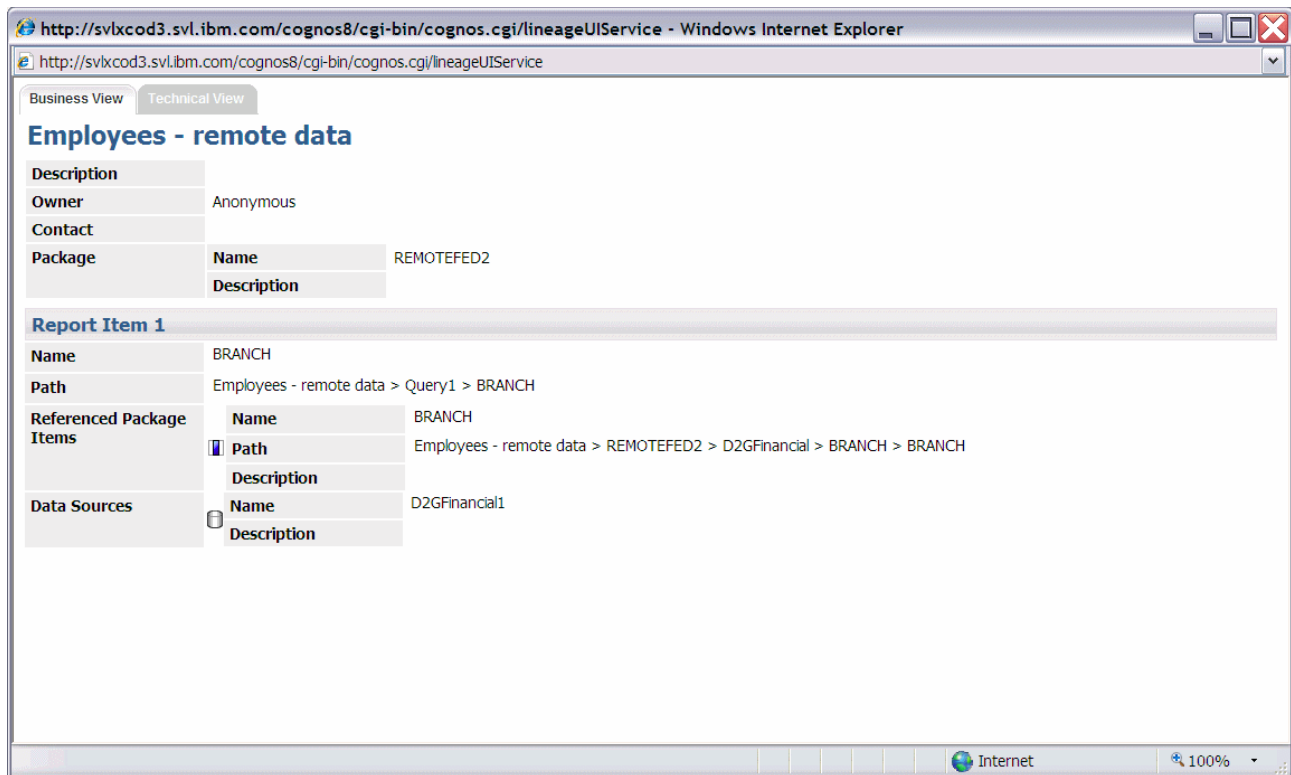 http://svlxcod3.svl.ibm.com/cognos8/cgi-bin/cognos.cgi/lineageUIService - Windows Internet Explorer
http://svlxcod3.svl.ibm.com/cognos8/cgi-bin/cognos.cgi/lineageUIService
Business View Technical View
Employees - remote data
Description
Owner Anonymous
Contact
Package Name REMOTEFED2
Description
Report Item 1
Name BRANCH
Path Employees - remote data > Query1 > BRANCH
Referenced Package Items Name BRANCH
Path Employees - remote data > REMOTEFED2 > D2GFinancial > BRANCH > BRANCH
Description
Data Sources Name D2GFinancial1
Description
Internet 100%